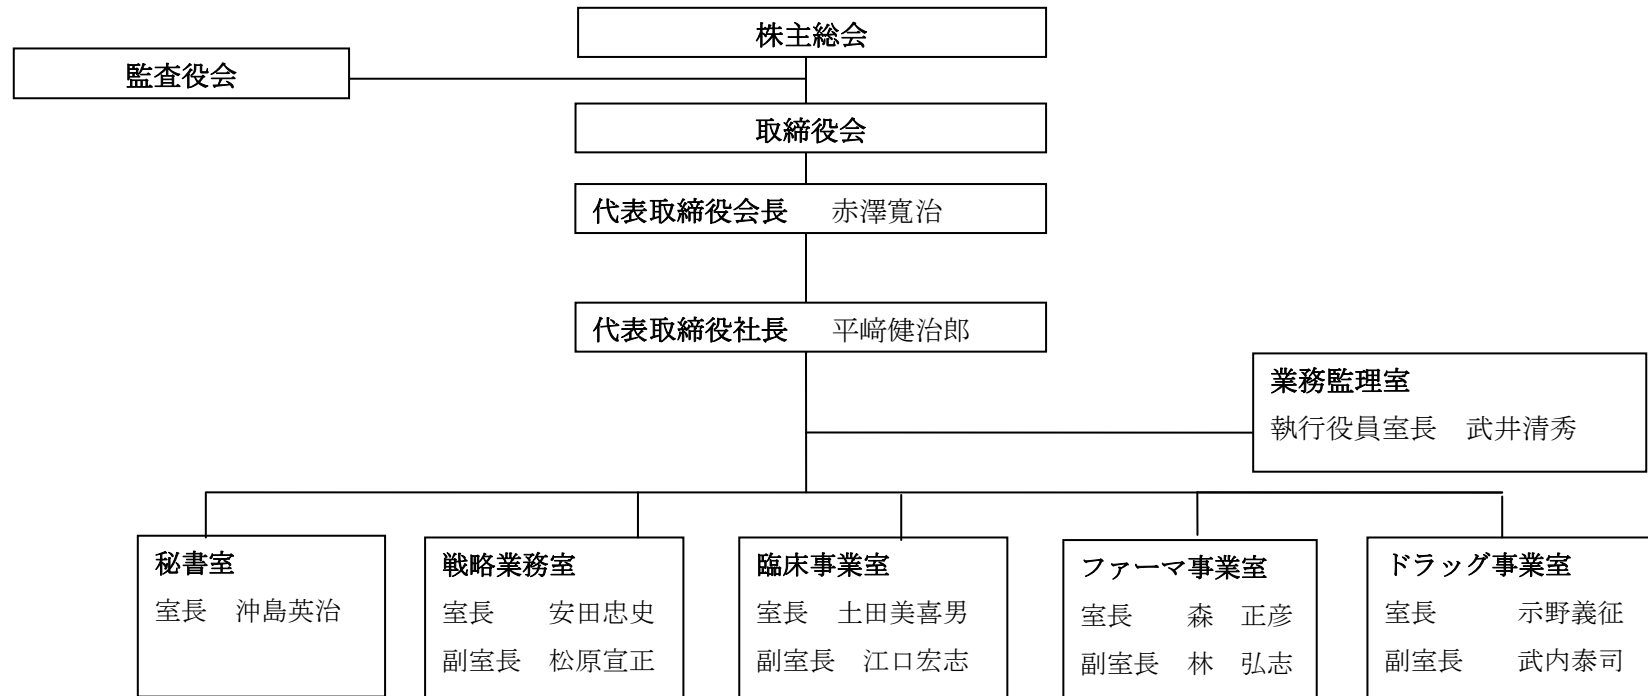 株主総会
監査役会
取締役会
代表取締役会長　赤澤寛治
代表取締役社長　平﨑健治郎
業務監理室
執行役員室長　武井清秀
秘書室
室長　沖島英治
戦略業務室
室長　安田忠史
副室長　松原宣正
臨床事業室
室長　土田美喜男
副室長　江口宏志
ファーマ事業室
室長　森　正彦
副室長　林　弘志
ドラッグ事業室
室長　示野義征
副室長　武内泰司